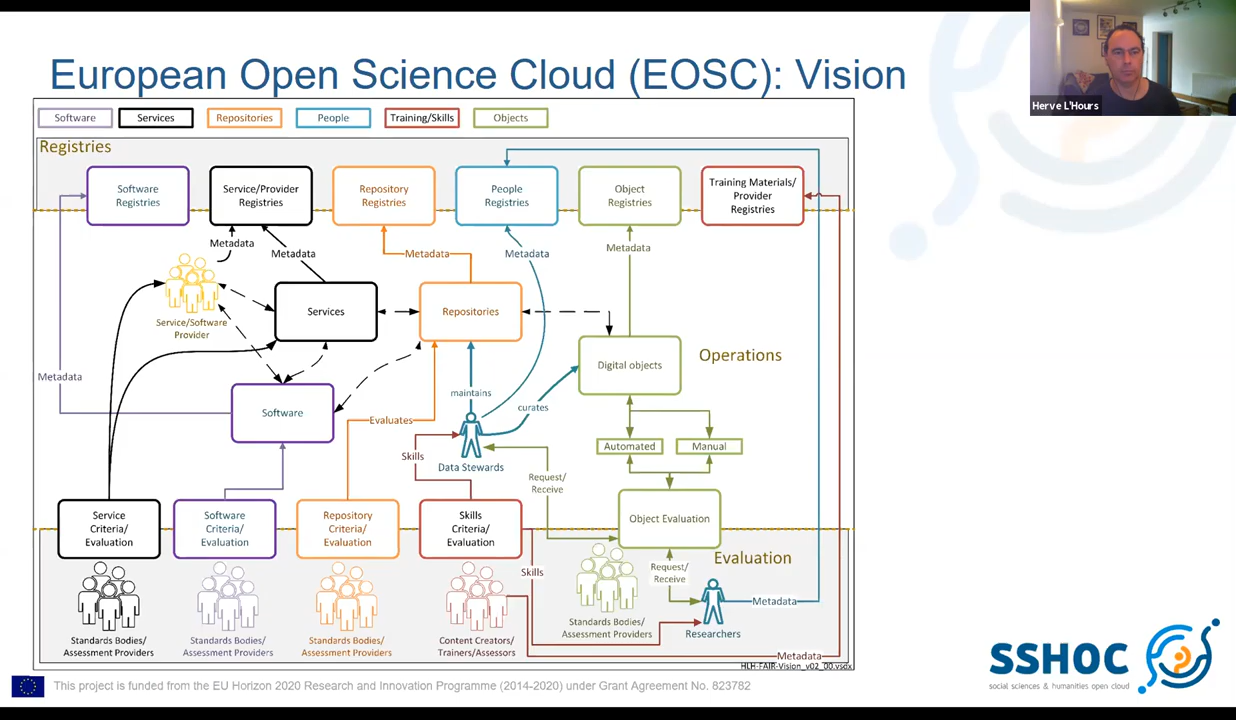 European Open Science Cloud (EOSC): Vision
Herve L'Hours
Software
Services
Repositories
People
Training/Skills
Objects
Registries
Software
Registries
Service/Provider
Registries
Repository
Registries
People
Registries
Object
Registries
Training Materials/
Provider
Registries
Metadata
Metadata
Metadata
Metadata
Metadata
Service/Software
Provider
Services
Repositories
Digital objects
Operations
Metadata
Software
maintains
curates
Evaluates
Data Stewards
Skills
Automated
Manual
Request/
Receive
Service
Criteria/
Evaluation
Software
Criteria/
Evaluation
Repository
Criteria/
Evaluation
Skills
Criteria/
Evaluation
Object Evaluation
Evaluation
Skills
Request/
Receive
Metadata
Standards Bodies/
Assessment Providers
Standards Bodies/
Assessment Providers
Standards Bodies/
Assessment Providers
Content Creators/
Trainers/Assessors
Standards Bodies/
Assessment Providers
Researchers
Metadata
HLH-FAIR-Vision_v02_00.vsdx
This project is funded from the EU Horizon 2020 Research and Innovation Programme (2014-2020) under Grant Agreement No. 823782
SSHOC
social sciences & humanities open cloud